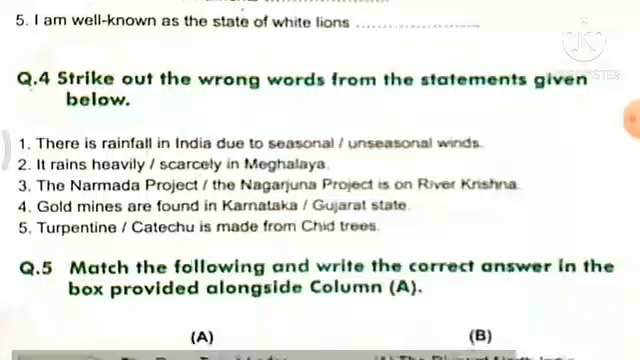 5. I am well-known as the state of white lions ........................
Q.4 Strike out the wrong words from the statements given
below.
1. There is rainfall in India due to seasonal / unseasonal winds.
2. It rains heavily / scarcely in Meghalaya.
3. The Narmada Project / the Nagarjuna Project is on River Krishna.
4. Gold mines are found in Karnataka / Gujarat state.
5. Turpentine / Catechu is made from Chid trees.
Q.5 Match the following and write the correct answer in the
box provided alongside Column (A).
(A) (B)